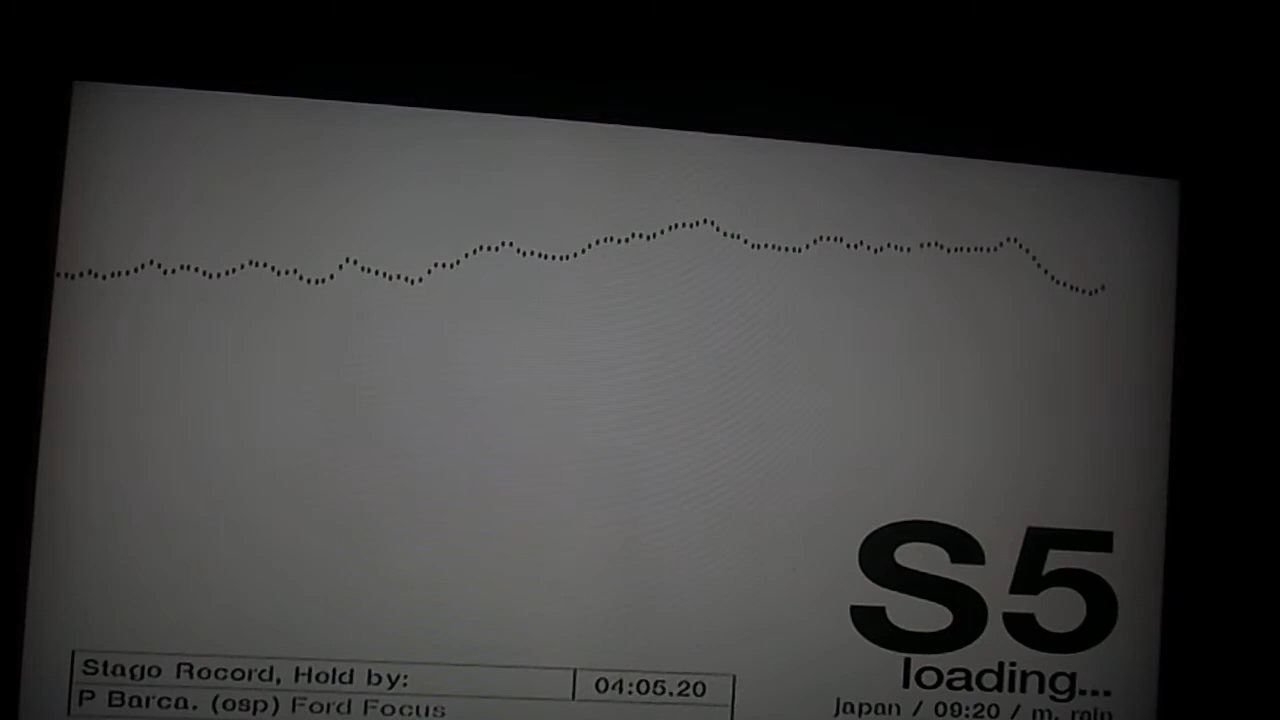 S5
loading...
Stago Rocord, Hold by:
04:05.20
P Barca. (osp) Ford Focus
Japan / 09:20 / m. rain